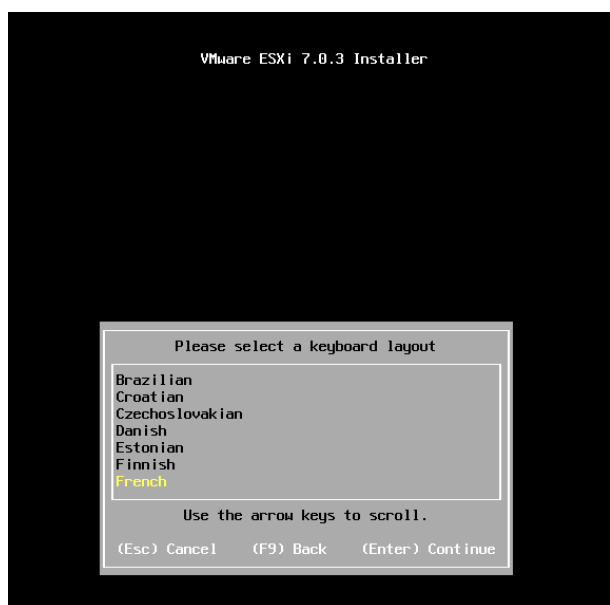 VMware ESXi 7.0.3 Installer
Please select a keyboard layout
Brazilian
Croatian
Czechoslovakian
Danish
Estonian
Finnish
French
Use the arrow keys to scroll.
(Esc) Cancel (F9) Back (Enter) Continue